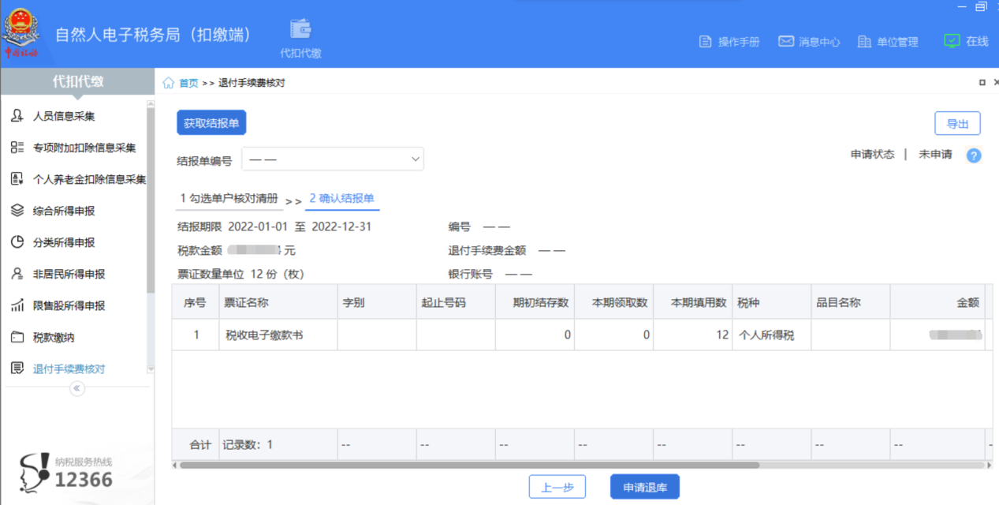 自然人电子税务局（扣缴端）
代扣代缴
操作手册
消息中心
单位管理
在线
代扣代缴
首页 >> 退付手续费核对
人员信息采集
专项附加扣除信息采集
个人养老金扣除信息采集
综合所得申报
分类所得申报
非居民所得申报
限售股所得申报
税款缴纳
退付手续费核对
纳税服务热线
12366
获取结报单
导出
结报单编号 — —
申请状态 | 未申请 ?
1 勾选单户核对清册 >> 2 确认结报单
结报期限 2022-01-01 至 2022-12-31 编号 — —
税款金额 元 退付手续费金额 — —
票证数量单位 12 份（枚） 银行账号 — —
序号 票证名称 字别 起止号码 期初结存数 本期领取数 本期填用数 税种 品目名称 金额
1 税收电子缴款书 0 0 12 个人所得税
合计 记录数：1 -- -- -- -- -- -- -- --
上一步 申请退库